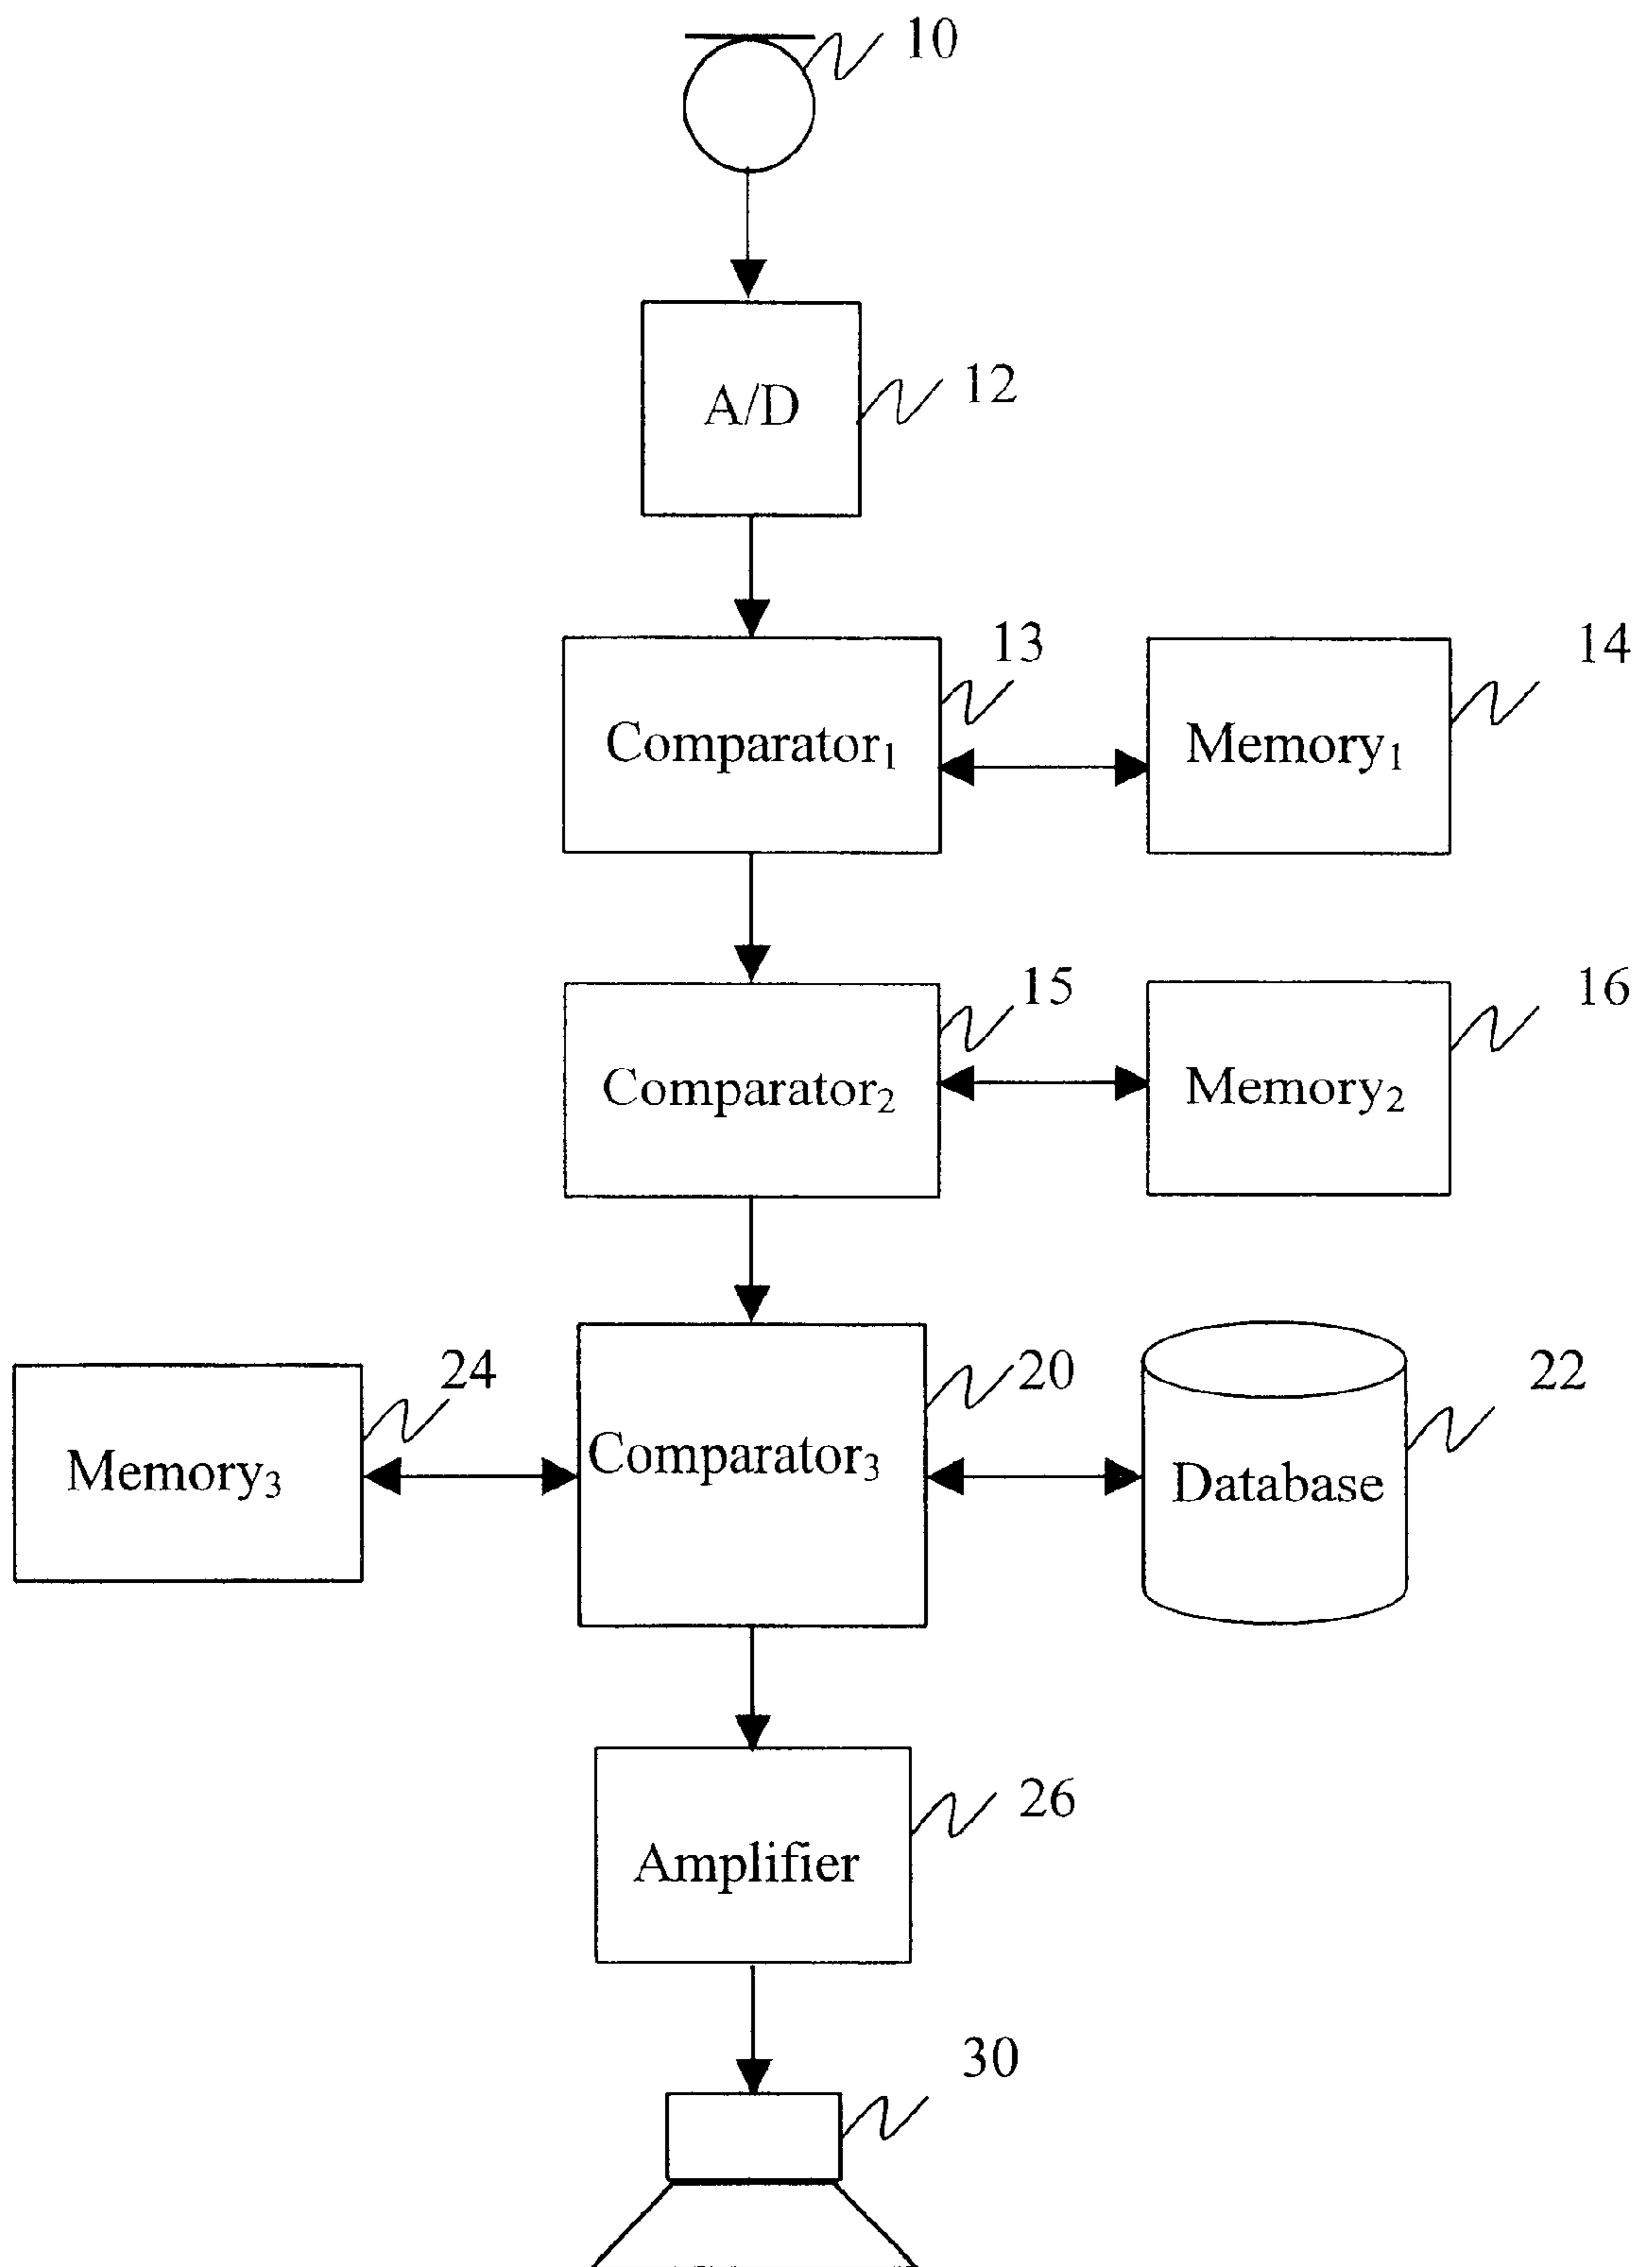 10
A/D
12
13
14
Comparator₁
Memory₁
15
16
Comparator₂
Memory₂
24
20
22
Memory₃
Comparator₃
Database
26
Amplifier
30